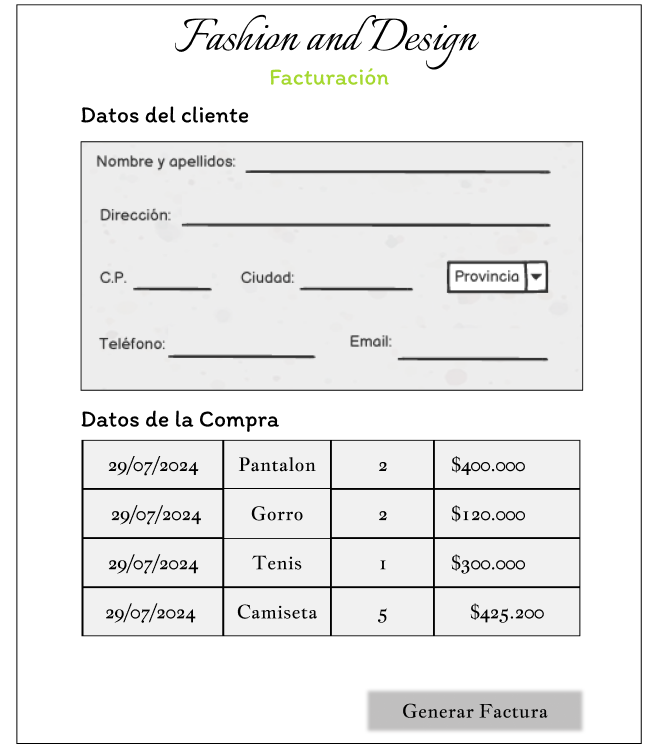 Fashion and Design
Facturación
Datos del cliente
Nombre y apellidos:
Dirección:
C.P. Ciudad: Provincia
Teléfono: Email:
Datos de la Compra
29/07/2024 Pantalon 2 $400.000
29/07/2024 Gorro 2 $120.000
29/07/2024 Tenis 1 $300.000
29/07/2024 Camiseta 5 $425.200
Generar Factura